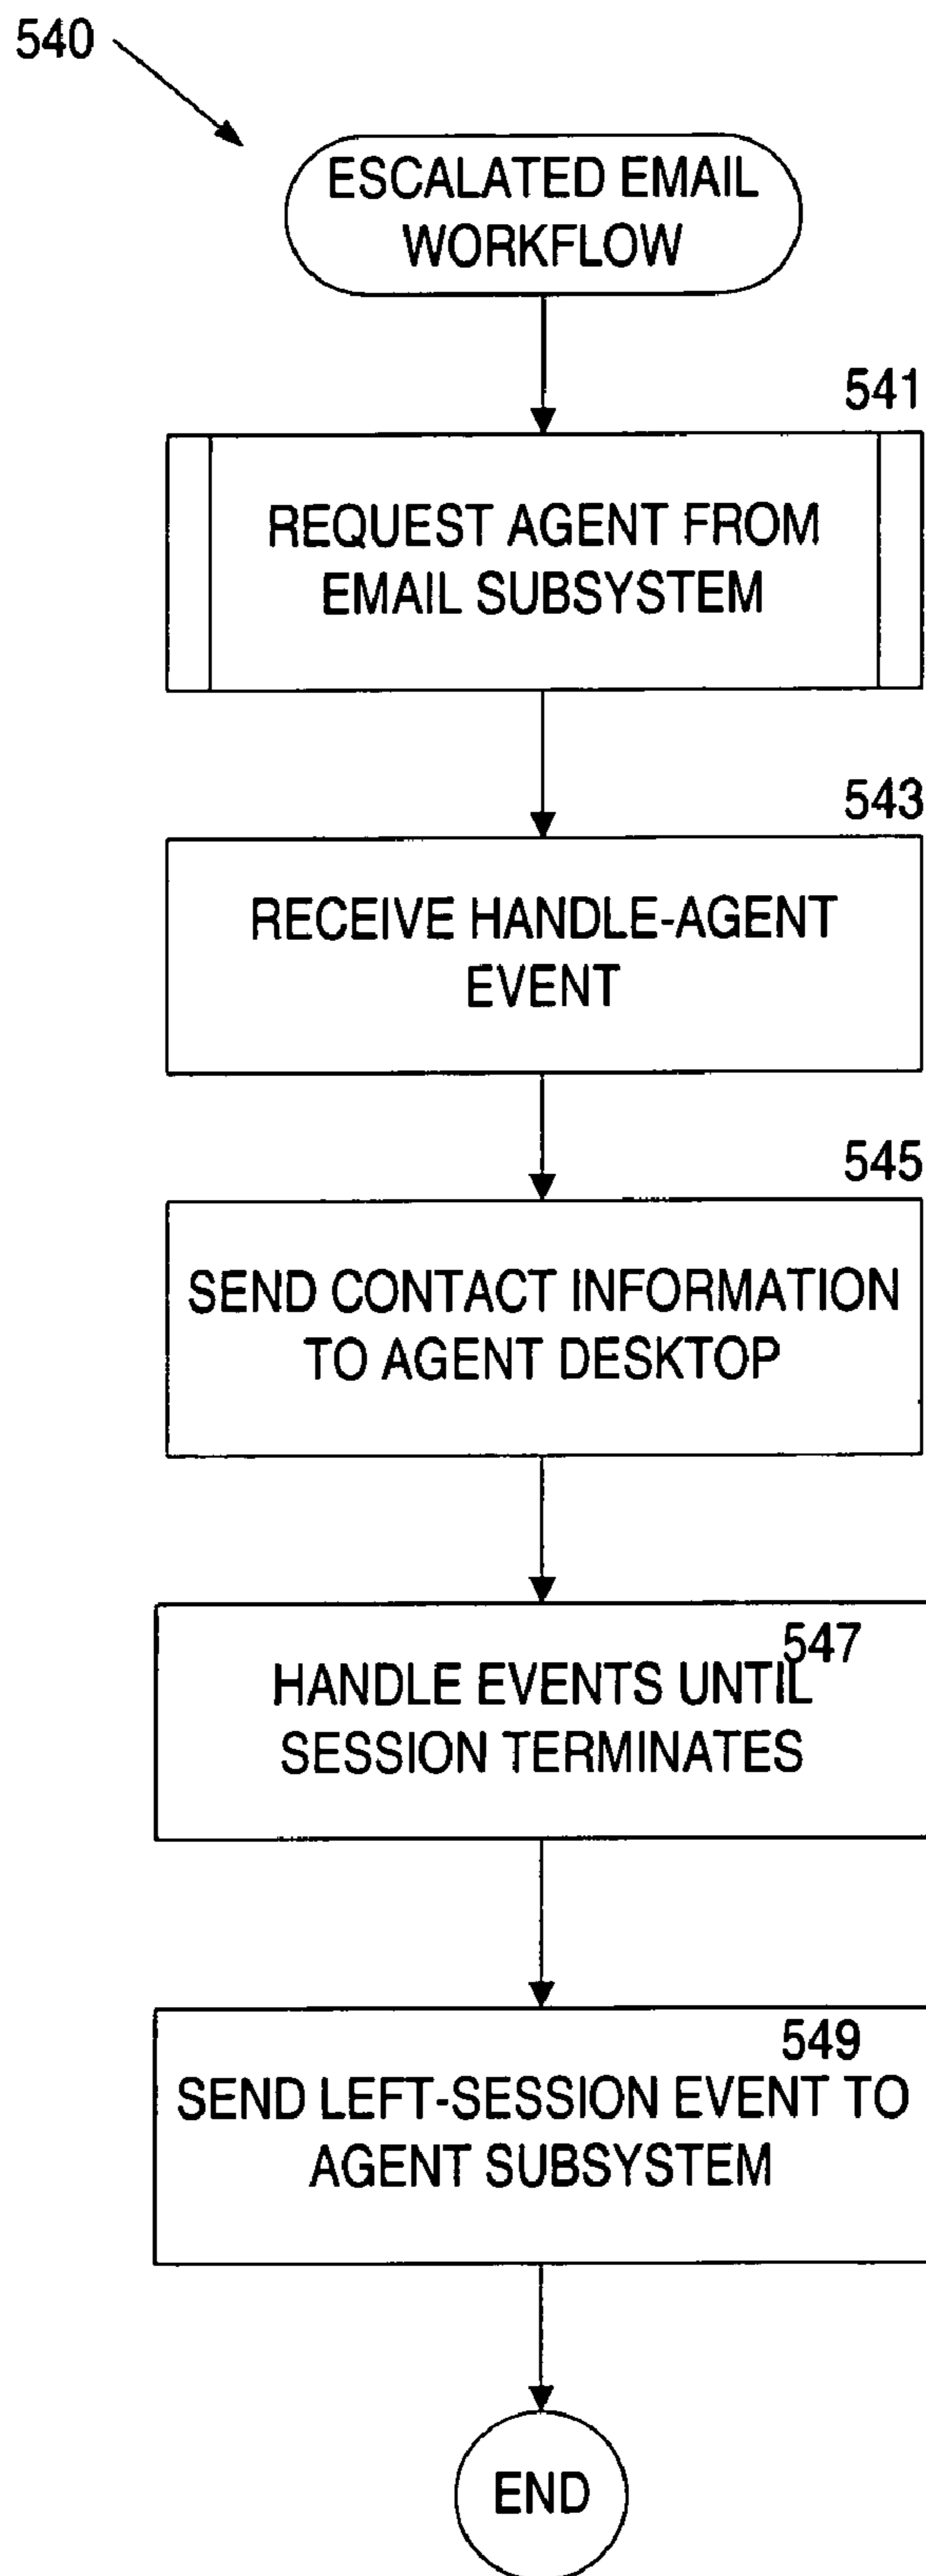 540
ESCALATED EMAIL
WORKFLOW
541
REQUEST AGENT FROM
EMAIL SUBSYSTEM
543
RECEIVE HANDLE-AGENT
EVENT
545
SEND CONTACT INFORMATION
TO AGENT DESKTOP
547
HANDLE EVENTS UNTIL
SESSION TERMINATES
549
SEND LEFT-SESSION EVENT TO
AGENT SUBSYSTEM
END